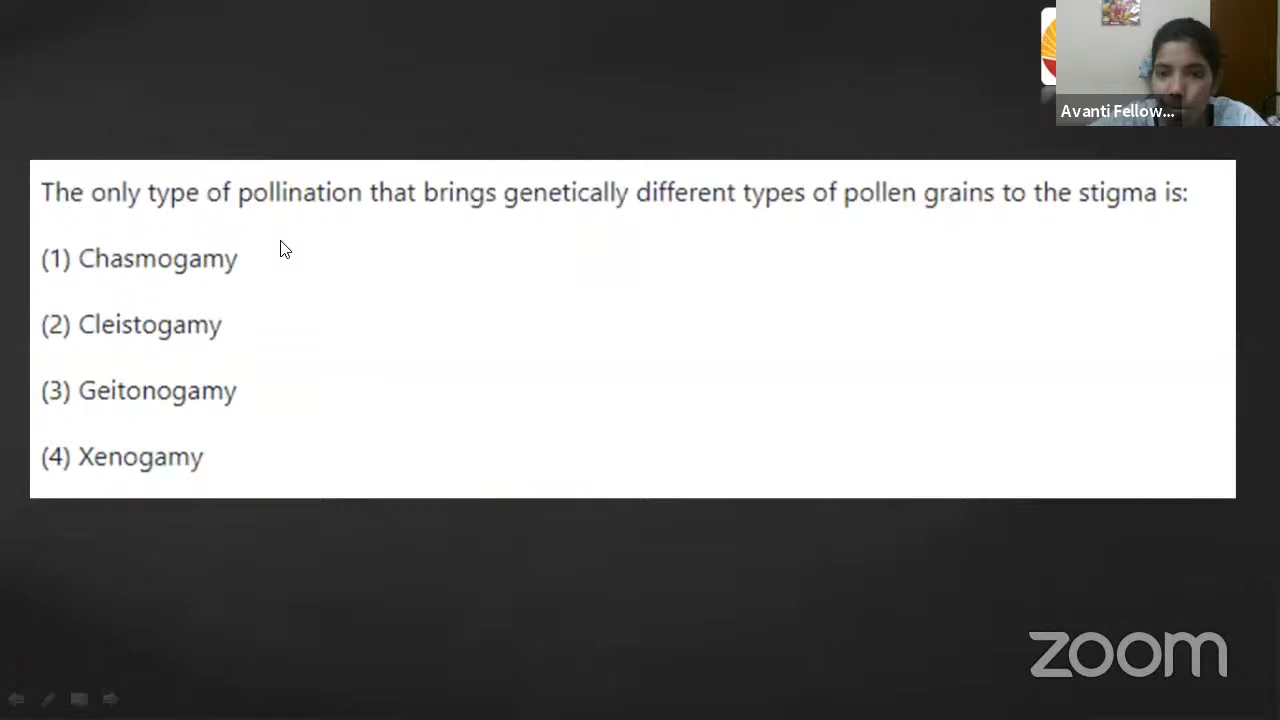 Avanti Fellow...
The only type of pollination that brings genetically different types of pollen grains to the stigma is:
(1) Chasmogamy
(2) Cleistogamy
(3) Geitonogamy
(4) Xenogamy
zoom